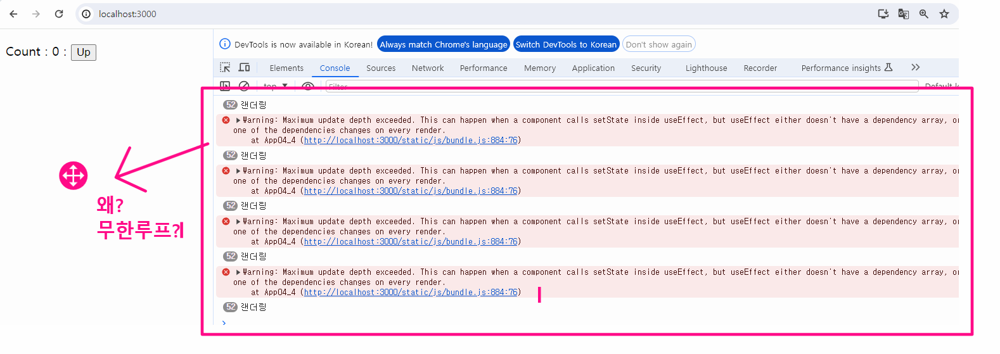 localhost:3000
Count : 0 : Up
DevTools is now available in Korean! Always match Chrome's language Switch DevTools to Korean Don't show again
Elements Console Sources Network Performance Memory Application Security Lighthouse Recorder Performance insights
top Filter
52 랜더링
Warning: Maximum update depth exceeded. This can happen when a component calls setState inside useEffect, but useEffect either doesn't have a dependency array, or
one of the dependencies changes on every render.
at App04_4 (http://localhost:3000/static/js/bundle.js:884:76)
52 랜더링
Warning: Maximum update depth exceeded. This can happen when a component calls setState inside useEffect, but useEffect either doesn't have a dependency array, or
one of the dependencies changes on every render.
at App04_4 (http://localhost:3000/static/js/bundle.js:884:76)
52 랜더링
왜?
무한루프?!
Warning: Maximum update depth exceeded. This can happen when a component calls setState inside useEffect, but useEffect either doesn't have a dependency array, or
one of the dependencies changes on every render.
at App04_4 (http://localhost:3000/static/js/bundle.js:884:76)
52 랜더링
Warning: Maximum update depth exceeded. This can happen when a component calls setState inside useEffect, but useEffect either doesn't have a dependency array, or
one of the dependencies changes on every render.
at App04_4 (http://localhost:3000/static/js/bundle.js:884:76)
52 랜더링